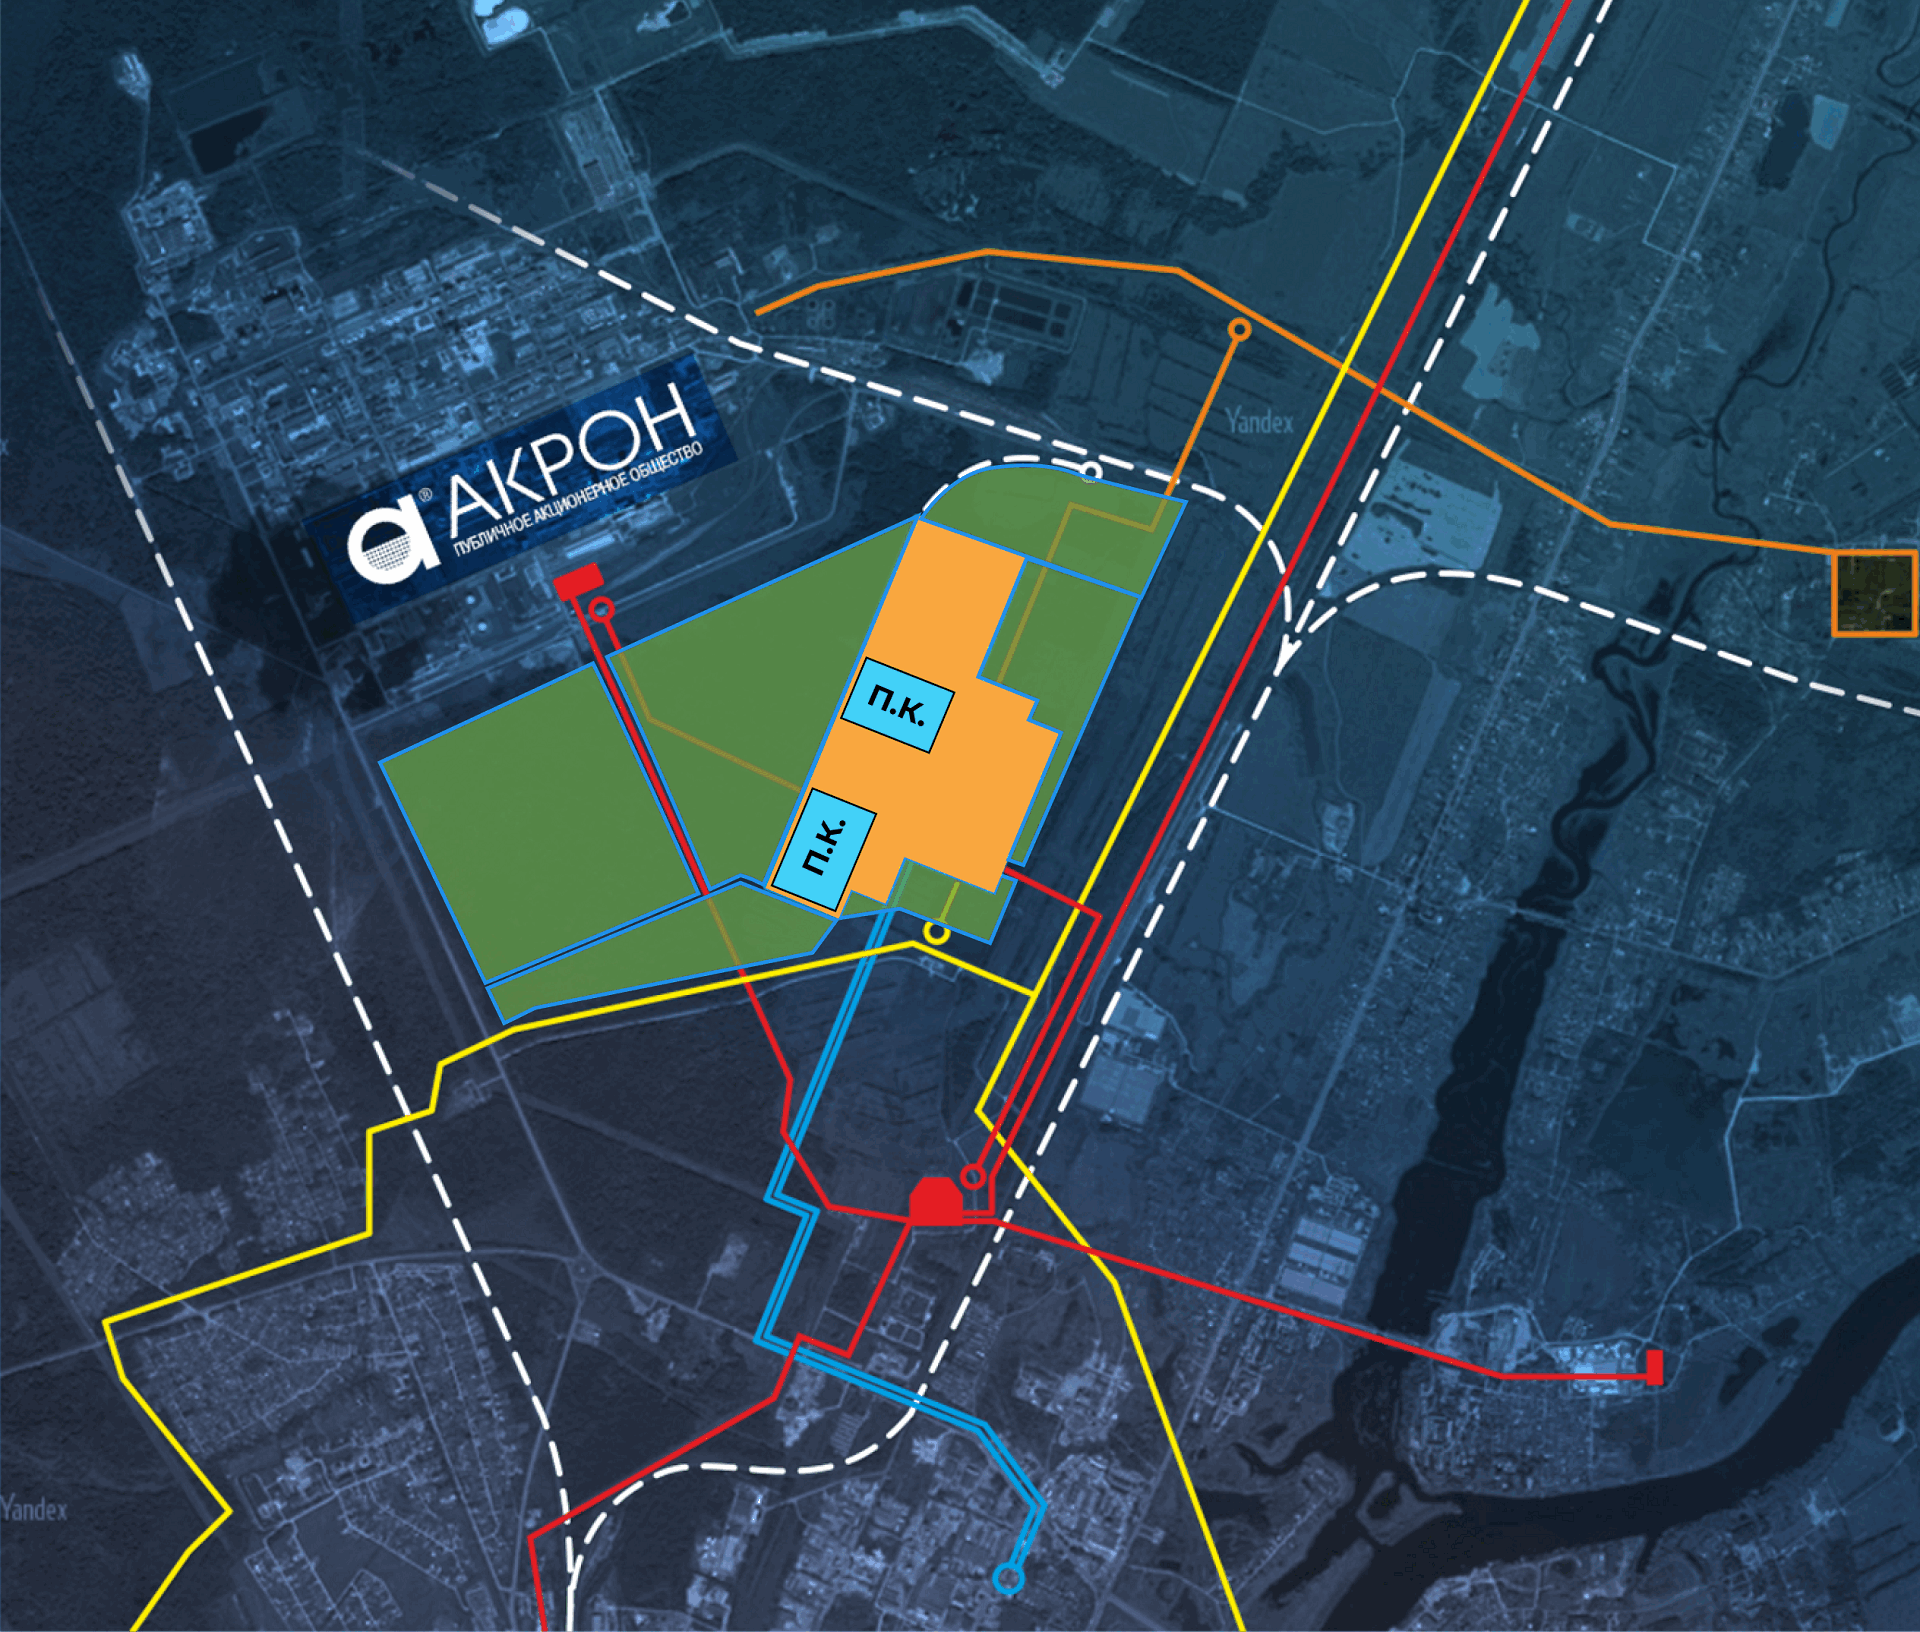 ®
АКРОН
ПУБЛИЧНОЕ АКЦИОНЕРНОЕ ОБЩЕСТВО
Yandex
П.К.
П.К.
Yandex